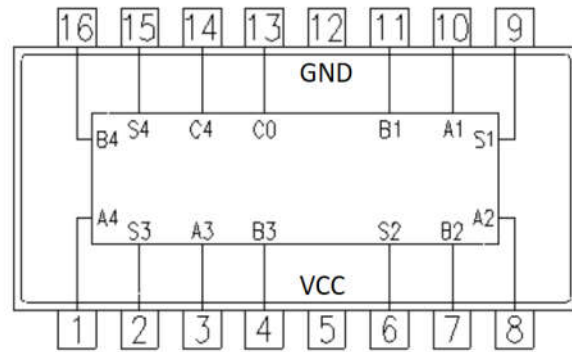 16 15 14 13 12 11 10 9
GND
B4 S4 C4 C0 B1 A1 S1
A4 S3 A3 B3 S2 B2 A2
VCC
1 2 3 4 5 6 7 8